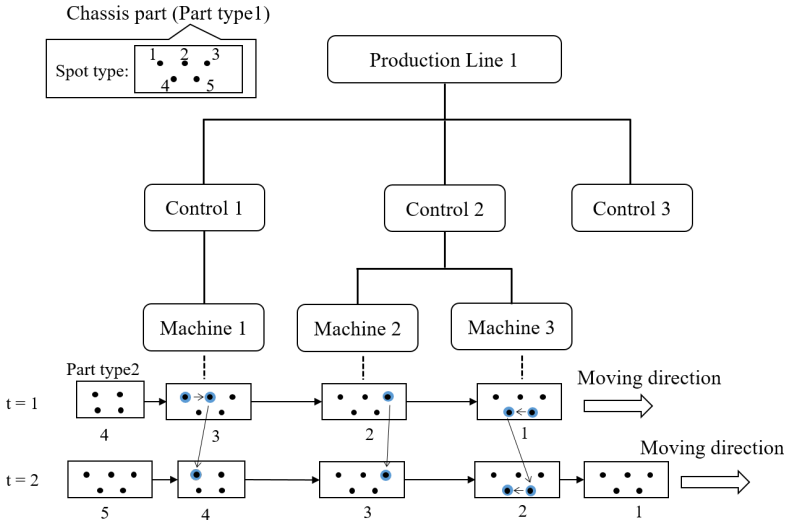 Chassis part (Part type1)
Spot type:
1 2 3
4 5
Production Line 1
Control 1
Control 2
Control 3
Machine 1
Machine 2
Machine 3
Part type2
Moving direction
t = 1
4 3 2 1
Moving direction
t = 2
5 4 3 2 1